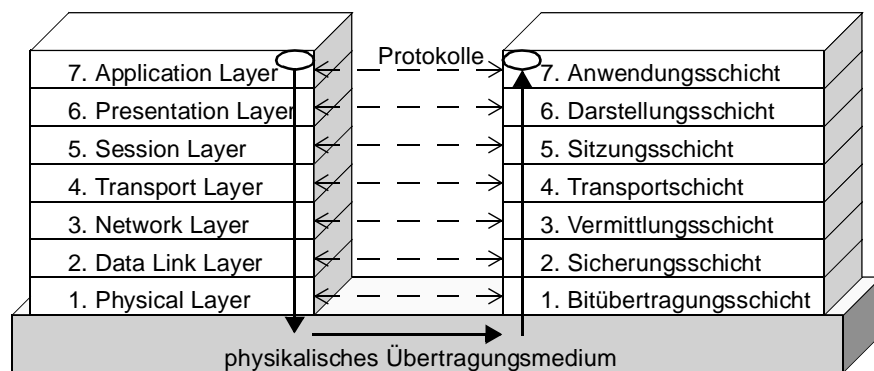 Protokolle
7. Application Layer
6. Presentation Layer
5. Session Layer
4. Transport Layer
3. Network Layer
2. Data Link Layer
1. Physical Layer
7. Anwendungsschicht
6. Darstellungsschicht
5. Sitzungsschicht
4. Transportschicht
3. Vermittlungsschicht
2. Sicherungsschicht
1. Bitübertragungsschicht
physikalisches Übertragungsmedium